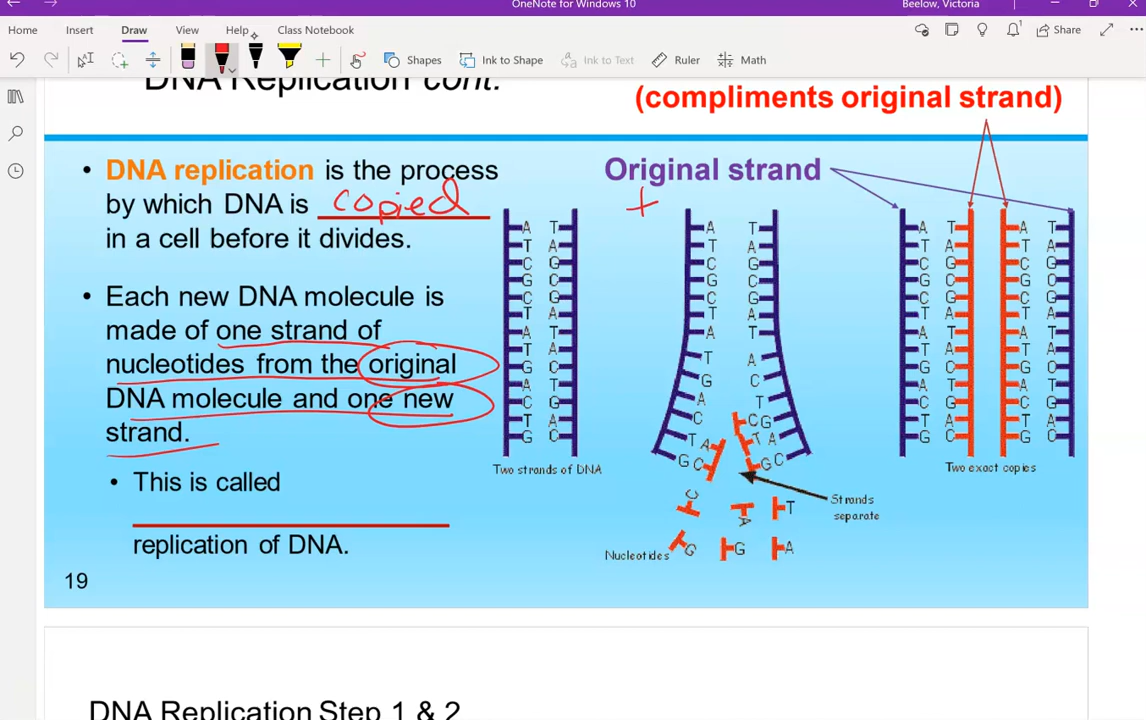 OneNote for Windows 10
Beelow, Victoria
Home Insert Draw View Help Class Notebook
Share
Shapes Ink to Shape Ink to Text Ruler Math
DNA Replication cont.
(compliments original strand)
• DNA replication is the process
by which DNA is copied
in a cell before it divides.
• Each new DNA molecule is
made of one strand of
nucleotides from the original
DNA molecule and one new
strand.
• This is called
replication of DNA.
19
Original strand
+
A T
T A
C G
G C
C G
T A
A T
T A
G C
A T
C G
T A
G C
Two strands of DNA
A T
T A
C G
G C
C G
T A
A T
T A
G C
A T
C C G
T A T A
G C G C
Strands
separate
C A T
Nucleotides G G A
A T A T
T A T A
C G C G
G C G C
C G C G
T A T A
A T A T
T A T A
G C G C
A T A T
C G C G
T A T A
G C G C
Two exact copies
DNA Replication Step 1 & 2